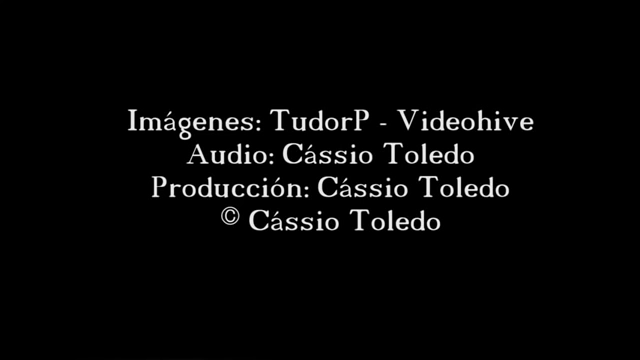 Imágenes: TudorP - Videohive
Audio: Cássio Toledo
Producción: Cássio Toledo
© Cássio Toledo